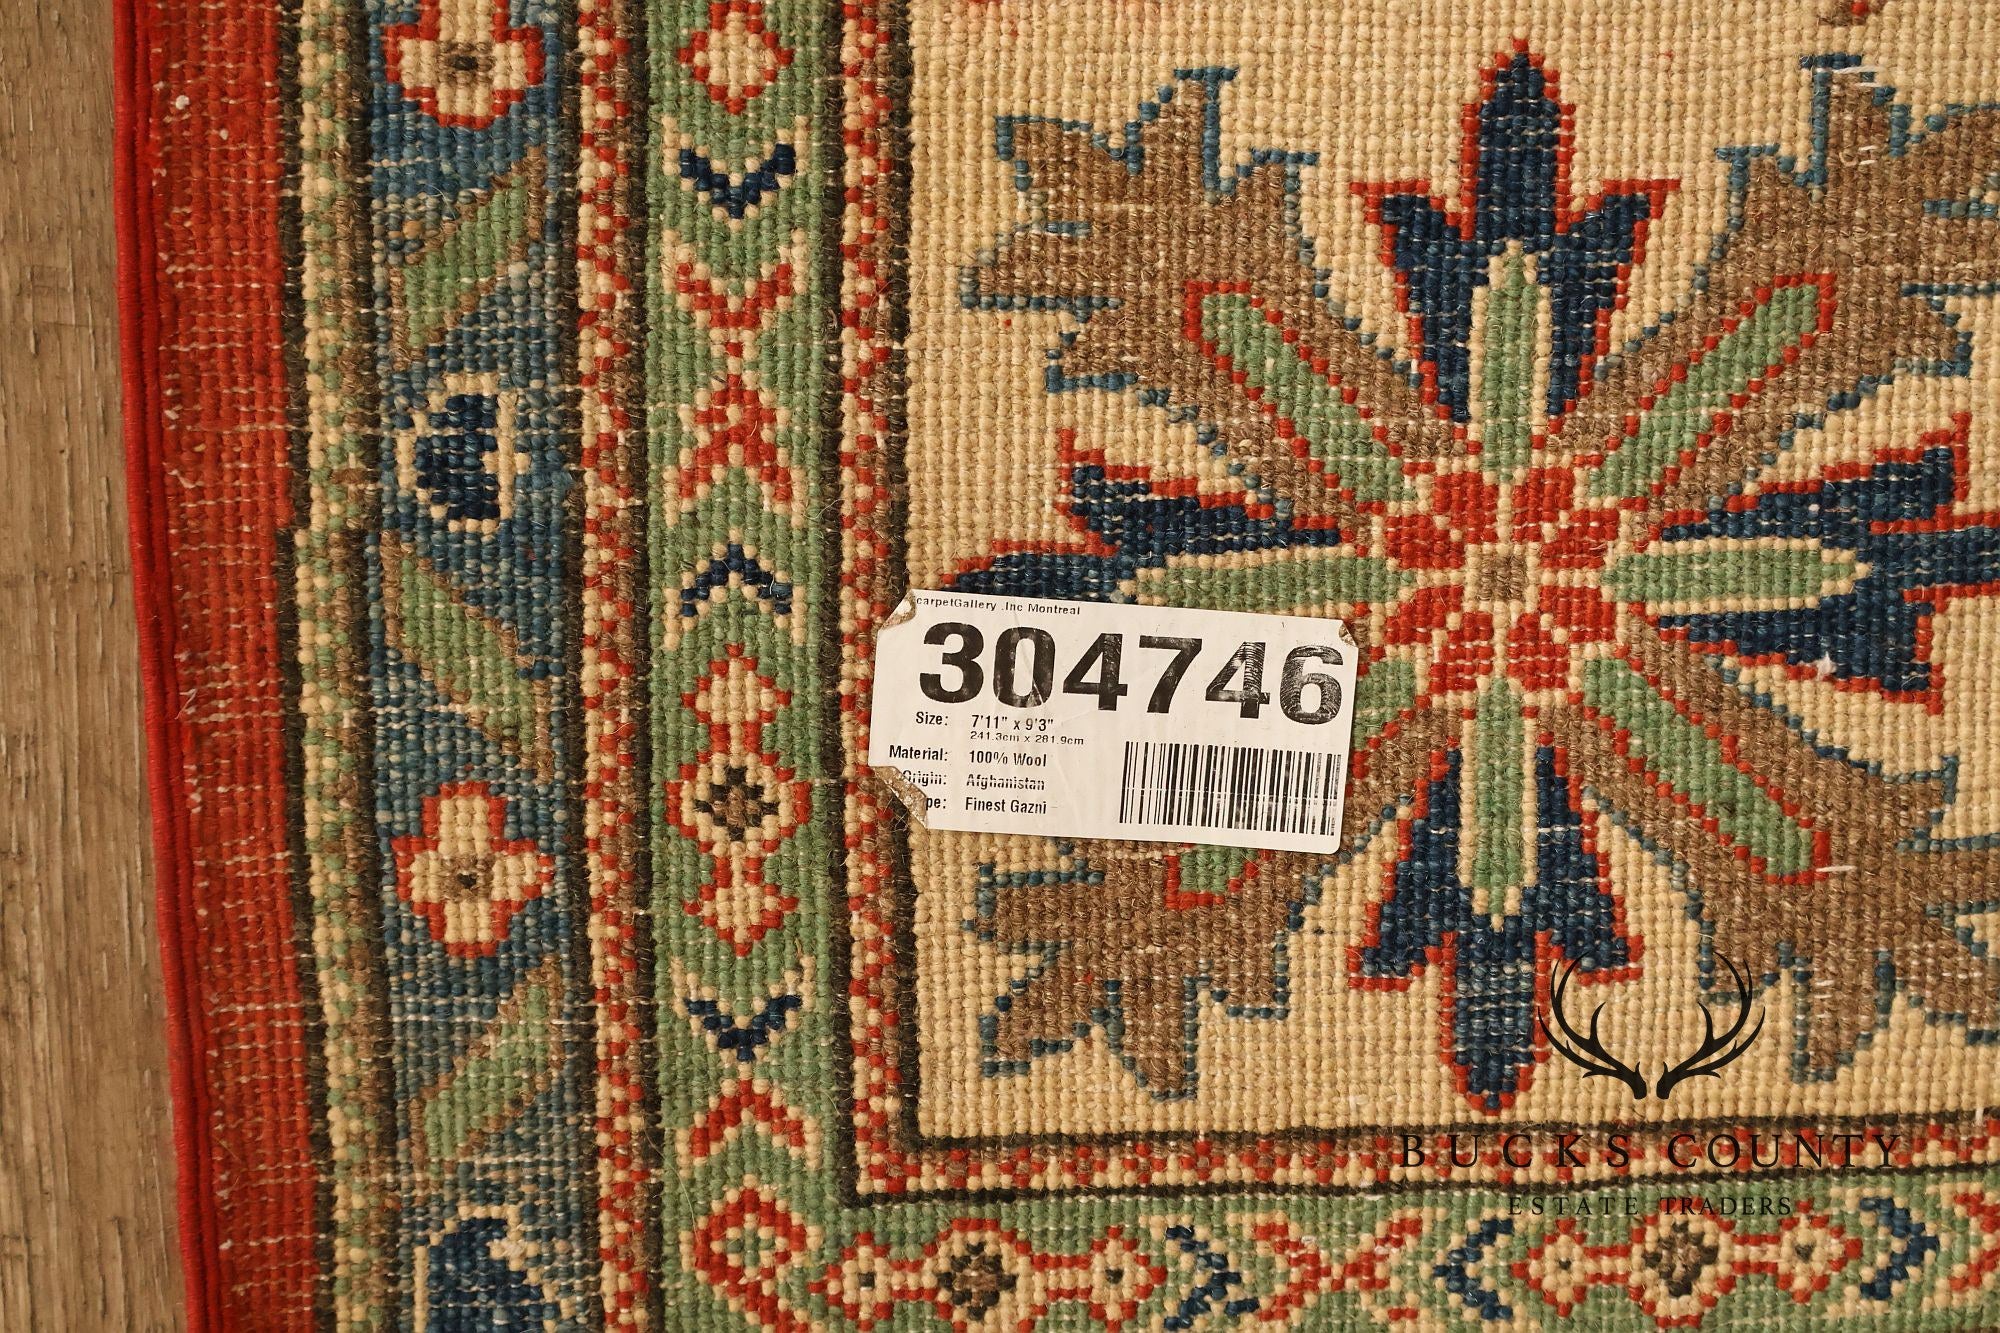 carpetGallery .Inc Montreal
304746
Size: 7'11" x 9'3"
241.3cm x 281.9cm
Material: 100% Wool
Origin: Afghanistan
pe: Finest Gazni
BUCKS COUNTY
ESTATE TRADERS